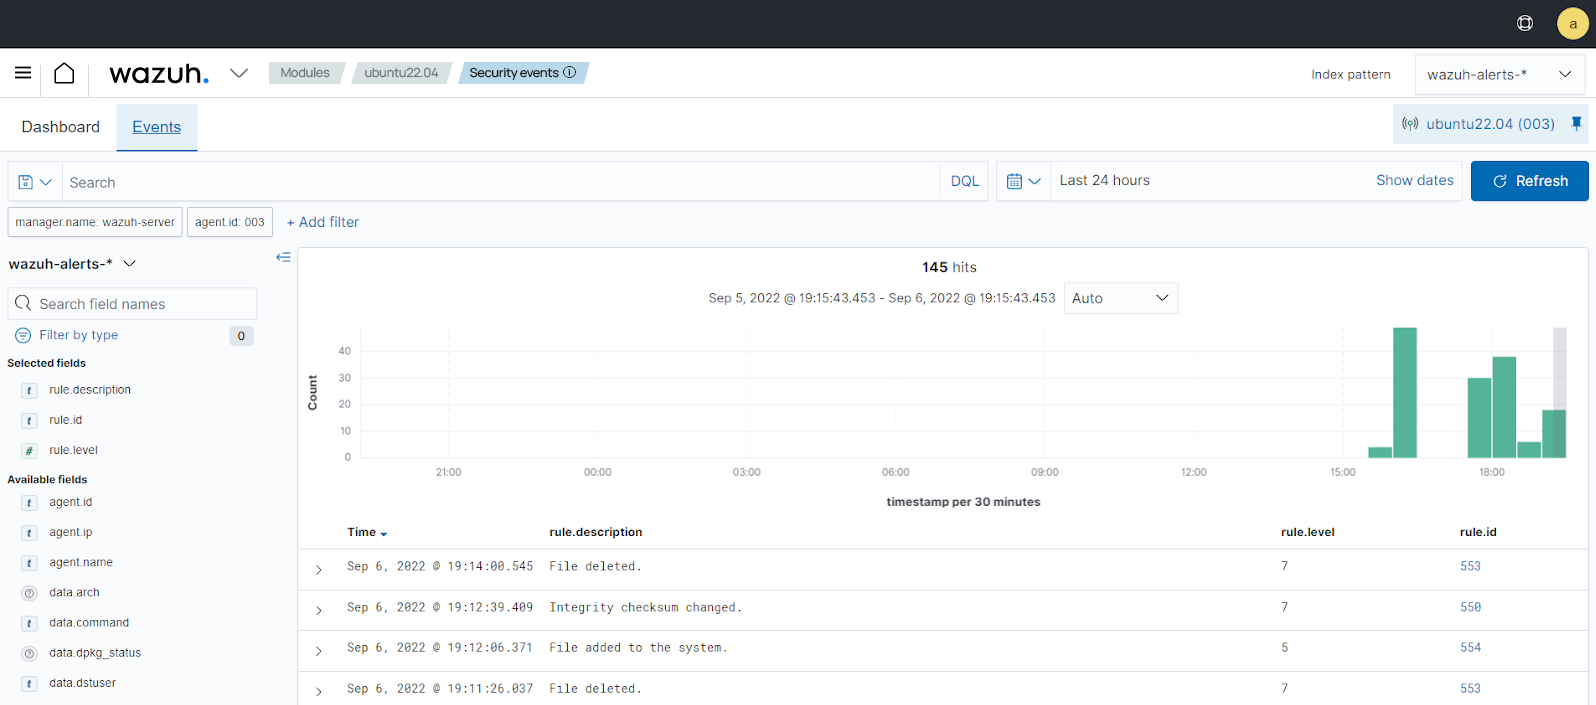 a
wazuh.
Modules
ubuntu22.04
Security events
Index pattern
wazuh-alerts-*
Dashboard
Events
ubuntu22.04 (003)
Search
DQL
Last 24 hours
Show dates
Refresh
manager.name: wazuh-server
agent.id: 003
+ Add filter
wazuh-alerts-*
Search field names
Filter by type
0
Selected fields
t rule.description
t rule.id
# rule.level
Available fields
t agent.id
t agent.ip
t agent.name
? data.arch
t data.command
? data.dpkg_status
t data.dstuser
145 hits
Sep 5, 2022 @ 19:15:43.453 - Sep 6, 2022 @ 19:15:43.453
Auto
Count
40
30
20
10
0
21:00
00:00
03:00
06:00
09:00
12:00
15:00
18:00
timestamp per 30 minutes
Time rule.description rule.level rule.id
Sep 6, 2022 @ 19:14:00.545 File deleted. 7 553
Sep 6, 2022 @ 19:12:39.409 Integrity checksum changed. 7 550
Sep 6, 2022 @ 19:12:06.371 File added to the system. 5 554
Sep 6, 2022 @ 19:11:26.037 File deleted. 7 553